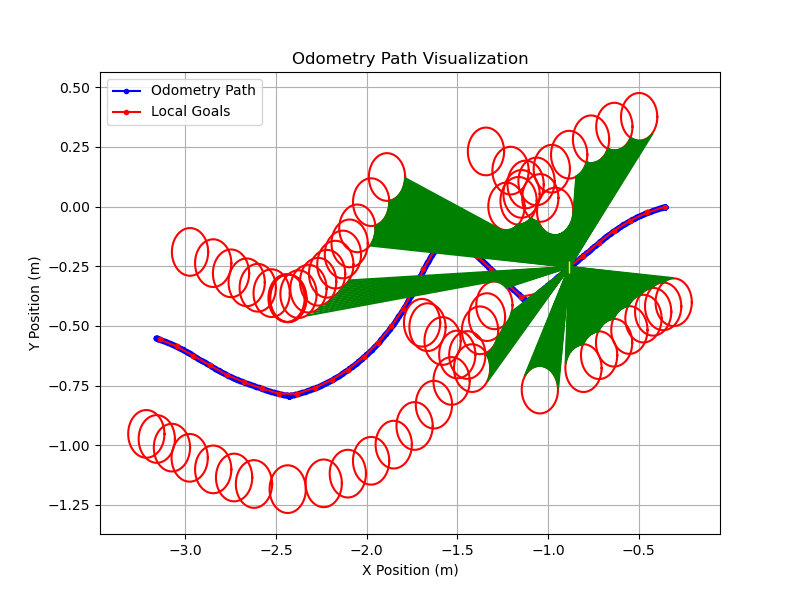 Odometry Path Visualization
Odometry Path
Local Goals
0.50
0.25
0.00
−0.25
−0.50
−0.75
−1.00
−1.25
Y Position (m)
−3.0 −2.5 −2.0 −1.5 −1.0 −0.5
X Position (m)